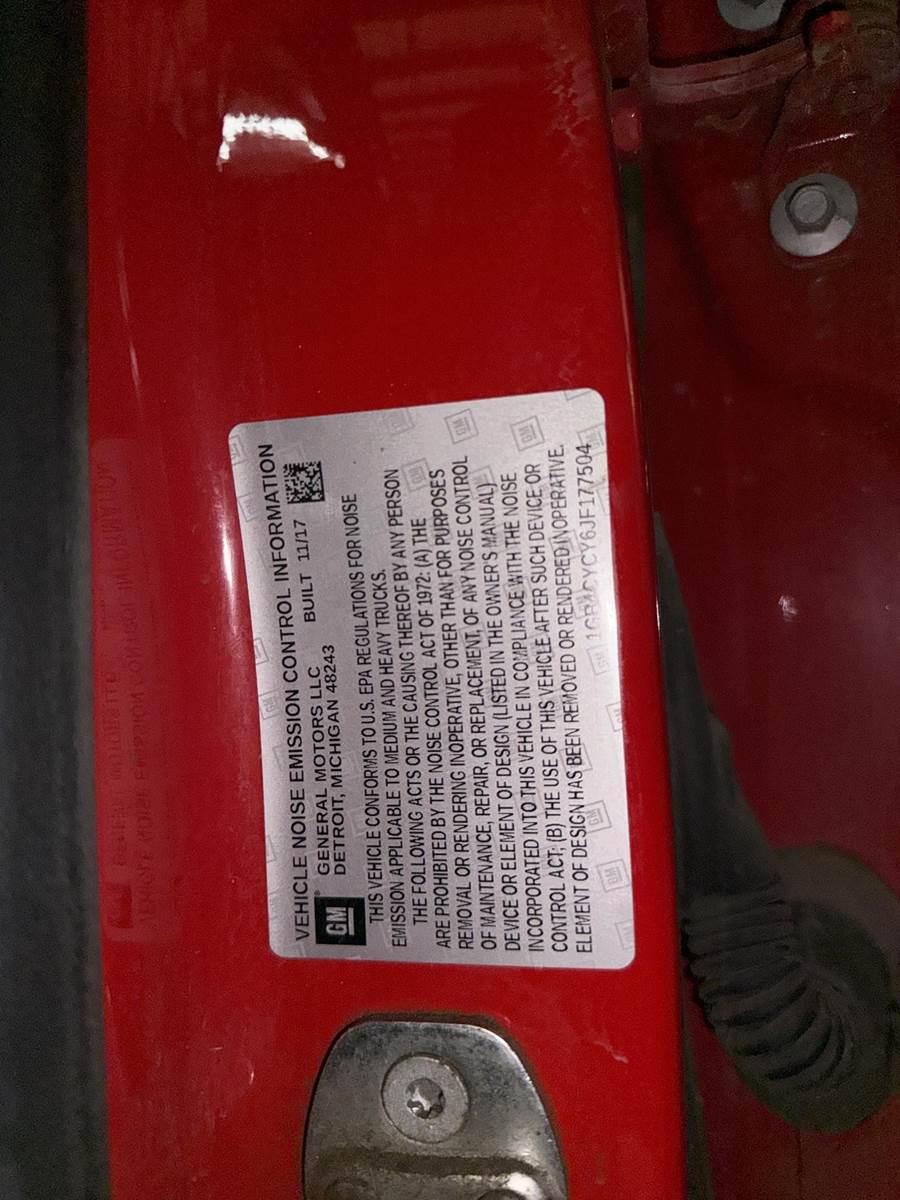 VEHICLE NOISE EMISSION CONTROL INFORMATION
GM
GENERAL MOTORS LLC BUILT 11/17
DETROIT, MICHIGAN 48243
THIS VEHICLE CONFORMS TO U.S. EPA REGULATIONS FOR NOISE
EMISSION APPLICABLE TO MEDIUM AND HEAVY TRUCKS.
THE FOLLOWING ACTS OR THE CAUSING THEREOF BY ANY PERSON
ARE PROHIBITED BY THE NOISE CONTROL ACT OF 1972: (A) THE
REMOVAL OR RENDERING INOPERATIVE, OTHER THAN FOR PURPOSES
OF MAINTENANCE, REPAIR, OR REPLACEMENT, OF ANY NOISE CONTROL
DEVICE OR ELEMENT OF DESIGN (LISTED IN THE OWNER'S MANUAL)
INCORPORATED INTO THIS VEHICLE IN COMPLIANCE WITH THE NOISE
CONTROL ACT; (B) THE USE OF THIS VEHICLE AFTER SUCH DEVICE OR
ELEMENT OF DESIGN HAS BEEN REMOVED OR RENDERED INOPERATIVE.